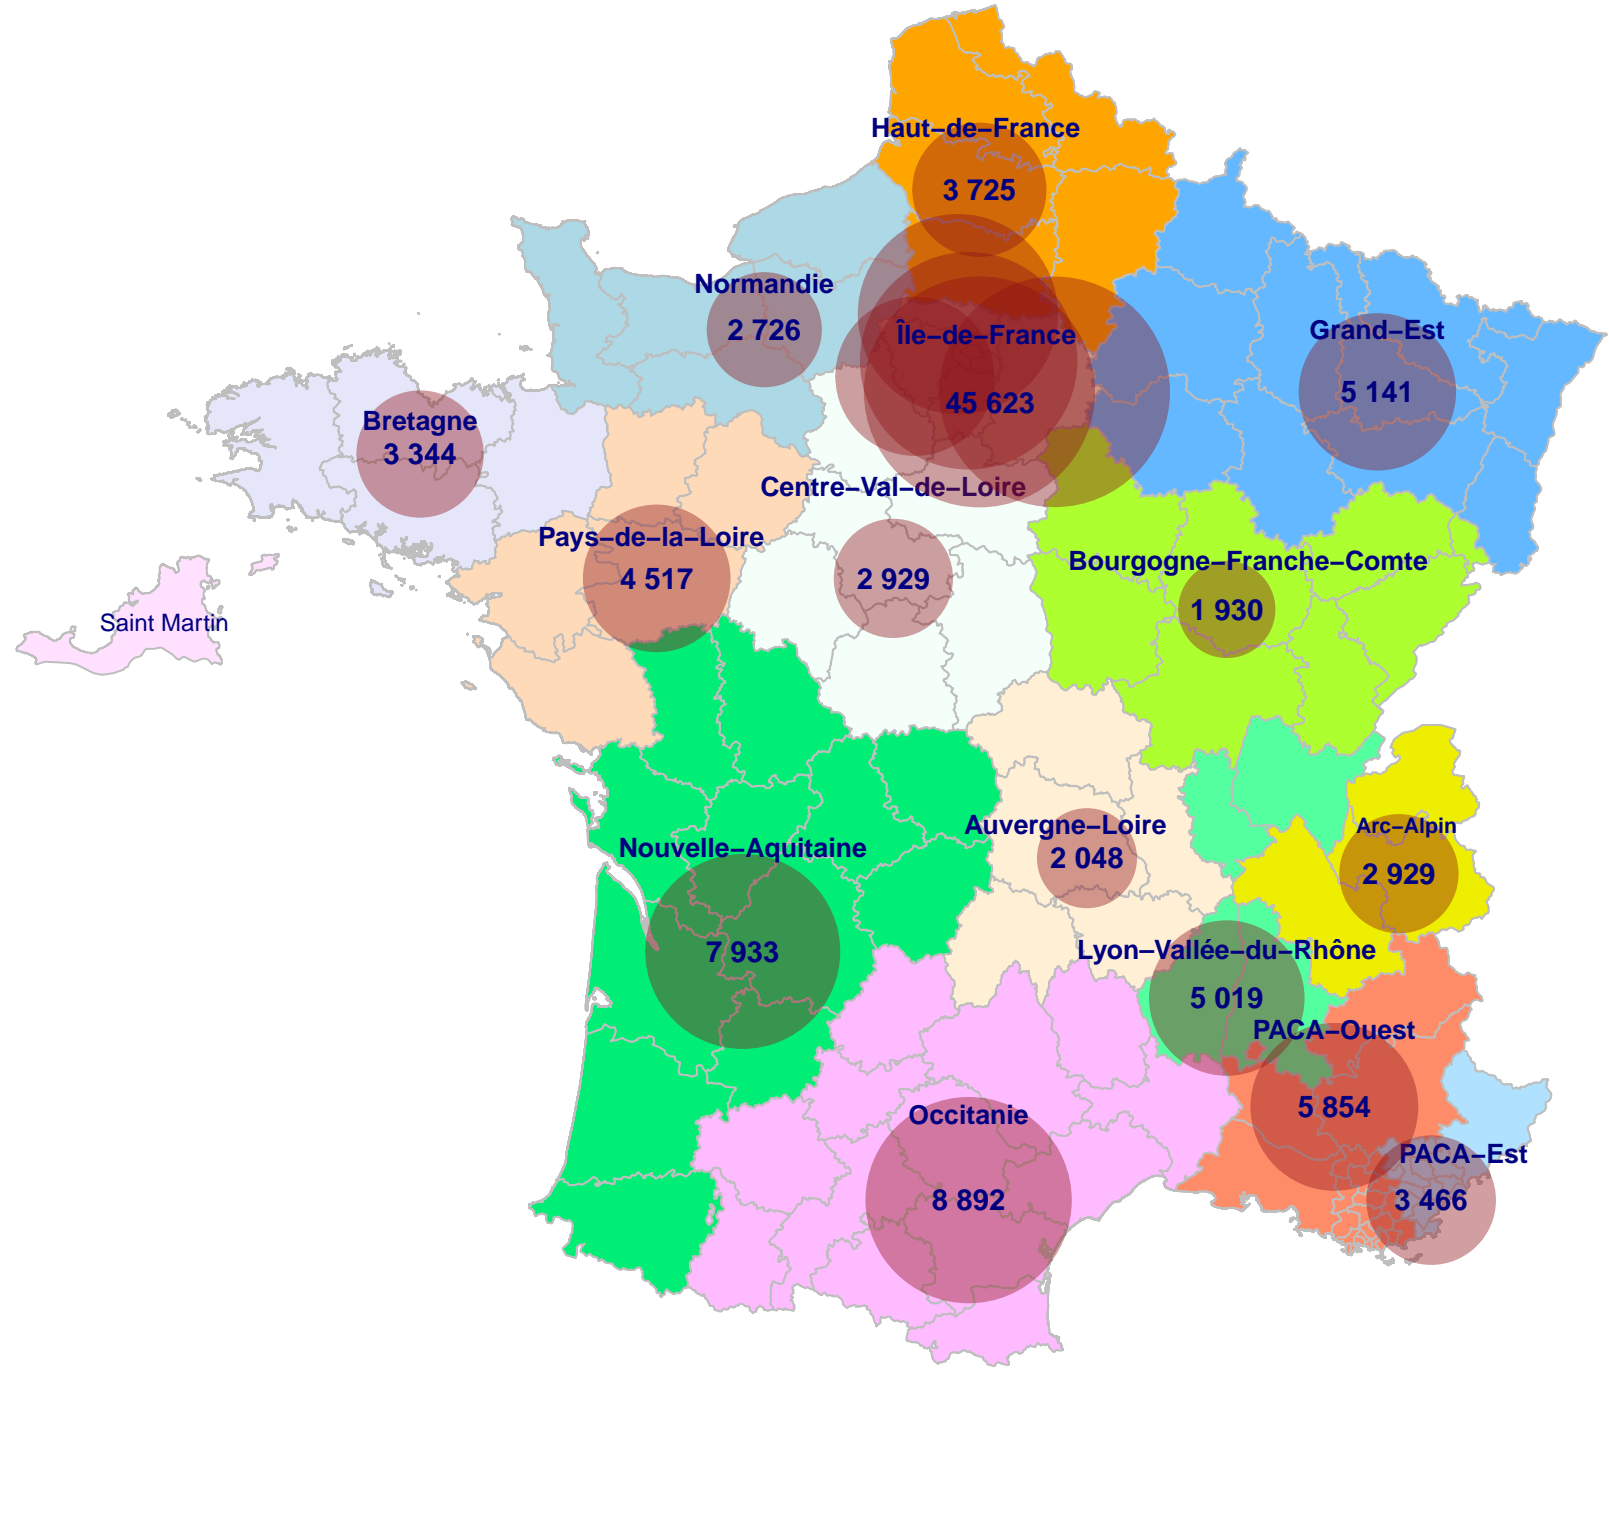 Haut−de−France
3 725
Normandie
2 726
Île−de−France
45 623
Grand−Est
5 141
Bretagne
3 344
Centre−Val−de−Loire
2 929
Pays−de−la−Loire
4 517
Bourgogne−Franche−Comte
1 930
Saint Martin
Auvergne−Loire
2 048
Arc−Alpin
2 929
Nouvelle−Aquitaine
7 933
Lyon−Vallée−du−Rhône
5 019
PACA−Ouest
5 854
Occitanie
8 892
PACA−Est
3 466